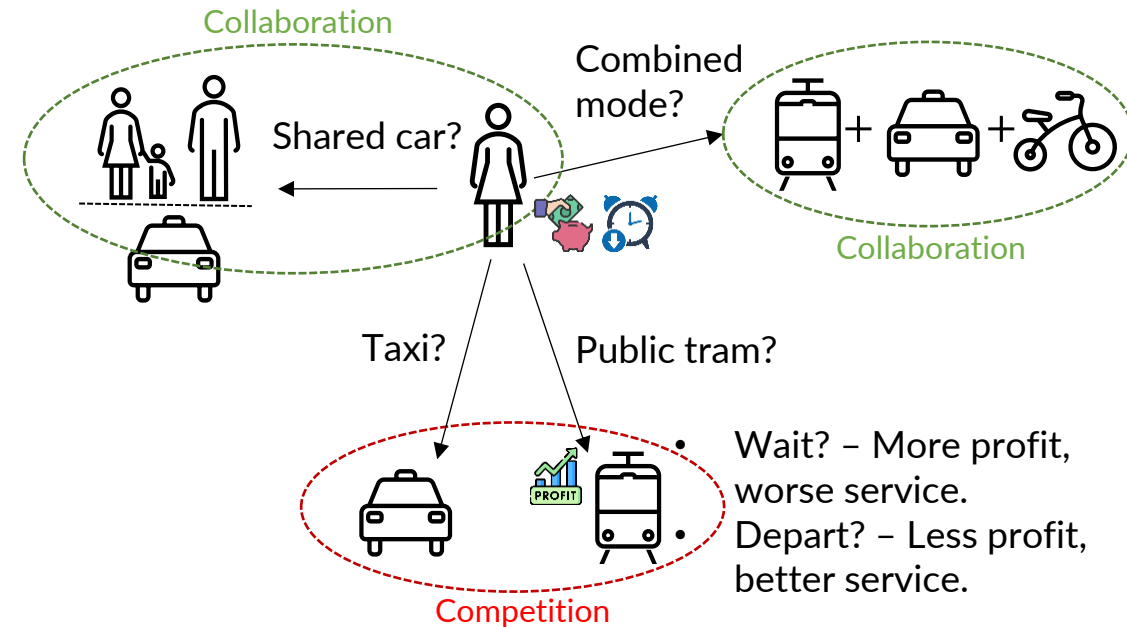 Collaboration
Combined
mode?
Shared car?
+
+
Collaboration
Taxi?
Public tram?
PROFIT
• Wait? – More profit,
worse service.
• Depart? – Less profit,
better service.
Competition